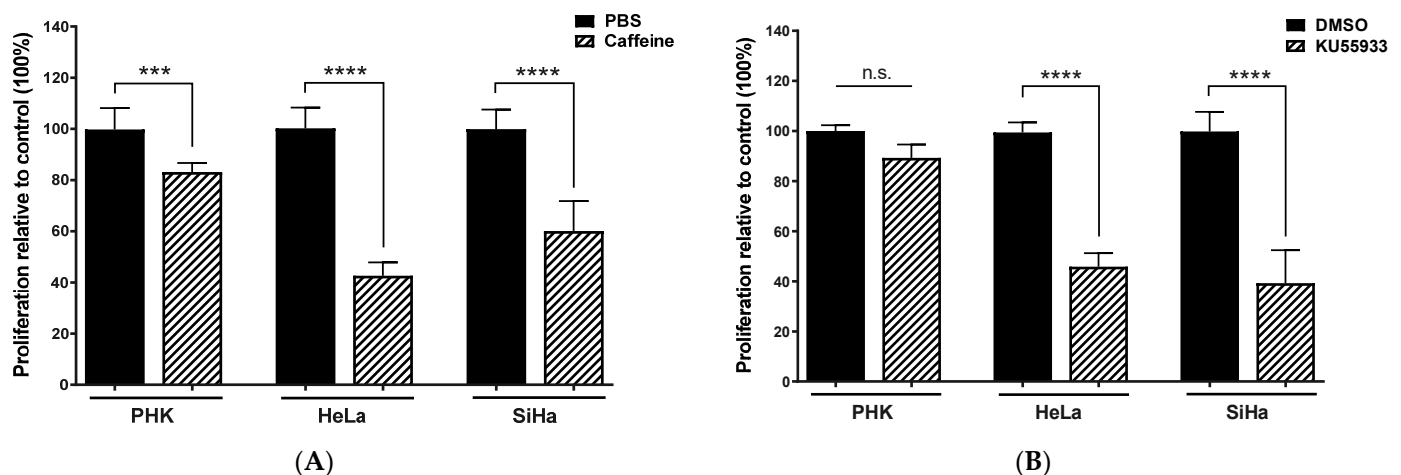 Proliferation relative to control (100%)
140
120
100
80
60
40
20
0
PBS
Caffeine
***
****
****
PHK
HeLa
SiHa
(A)
Proliferation relative to control (100%)
140
120
100
80
60
40
20
0
DMSO
KU55933
n.s.
****
****
PHK
HeLa
SiHa
(B)